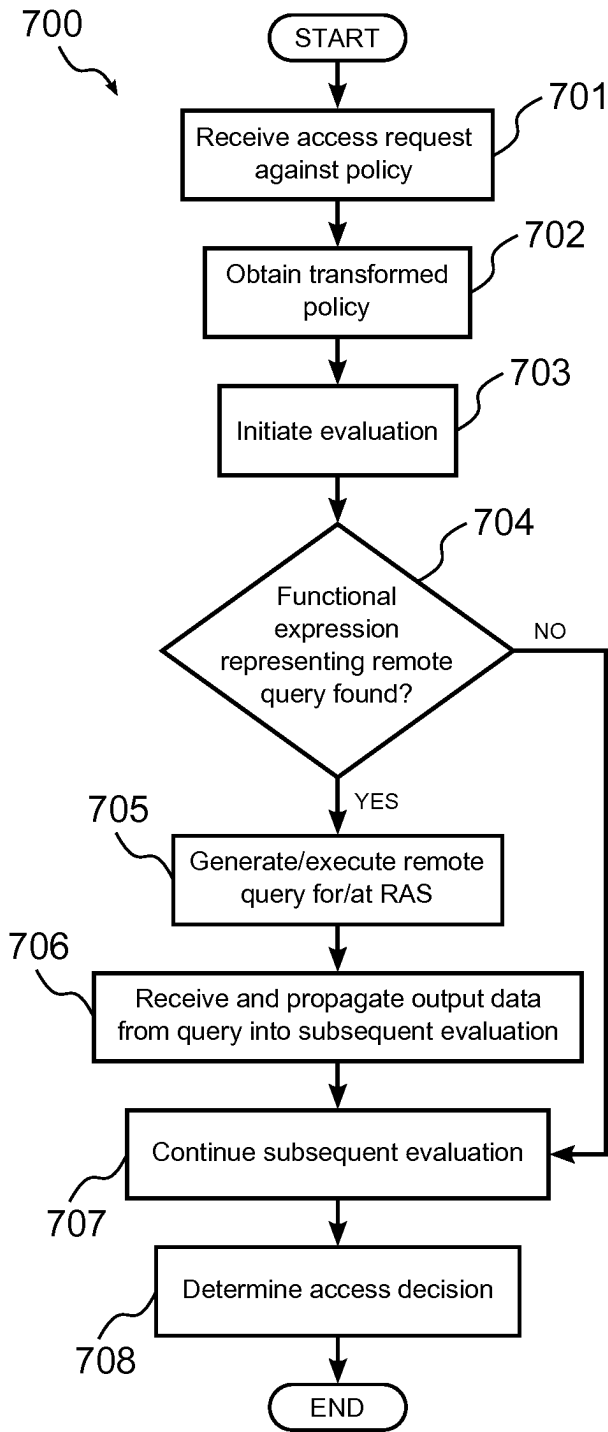 700
START
701
Receive access request
against policy
702
Obtain transformed
policy
703
Initiate evaluation
704
Functional
expression
representing remote
query found?
NO
YES
705
Generate/execute remote
query for/at RAS
706
Receive and propagate output data
from query into subsequent evaluation
Continue subsequent evaluation
707
Determine access decision
708
END